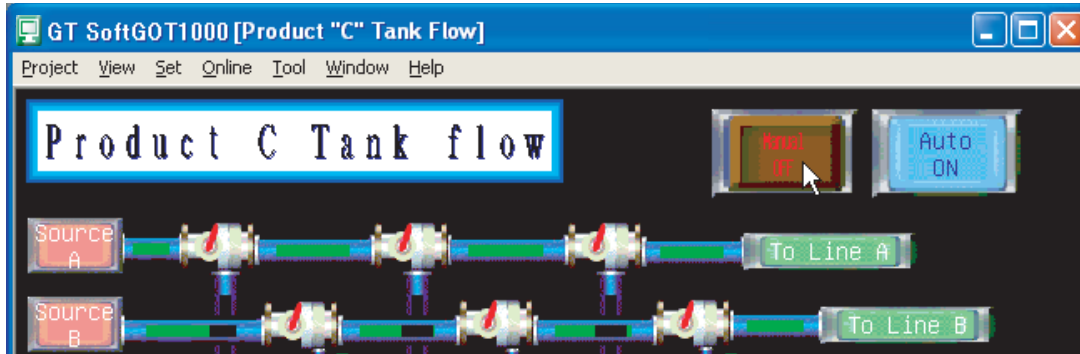 GT SoftGOT1000 [Product "C" Tank Flow]
Project View Set Online Tool Window Help
Product C Tank flow
Manual
OFF
Auto
ON
Source
A
To Line A
Source
B
To Line B